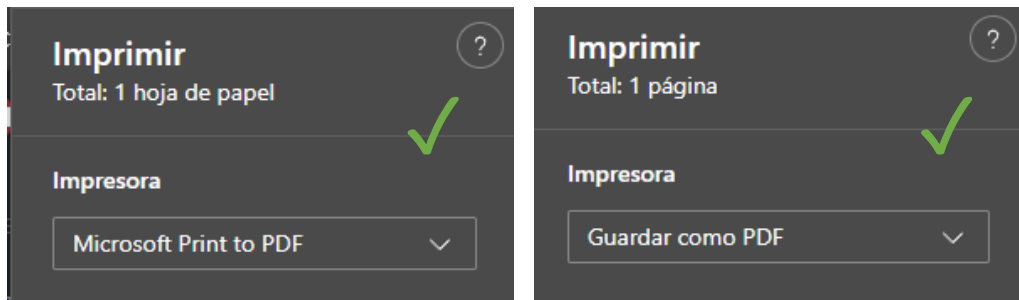 Imprimir
?
Total: 1 hoja de papel
Impresora
Microsoft Print to PDF
Imprimir
?
Total: 1 página
Impresora
Guardar como PDF